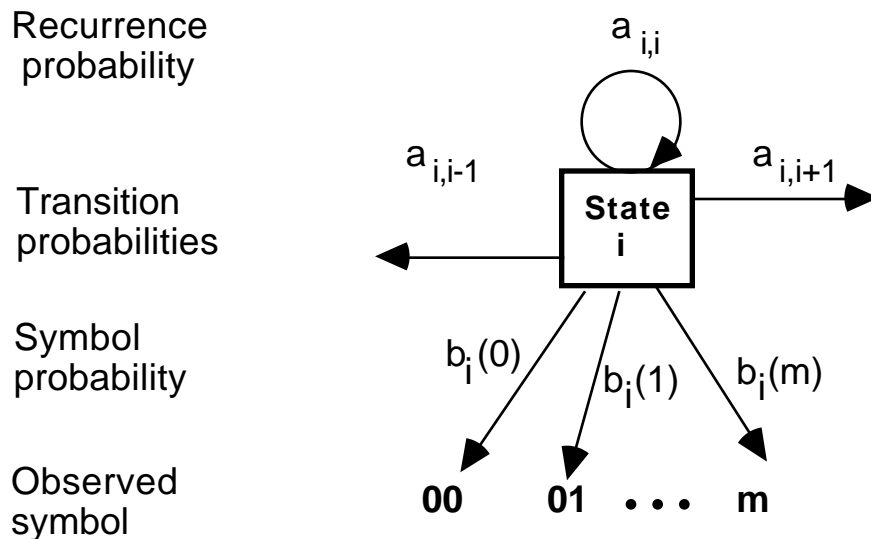 Recurrence
probability
a i,i
a i,i-1
a i,i+1
Transition
probabilities
State
i
Symbol
probability
b i (0)
b i (1)
b i (m)
Observed
symbol
00
01
• • •
m